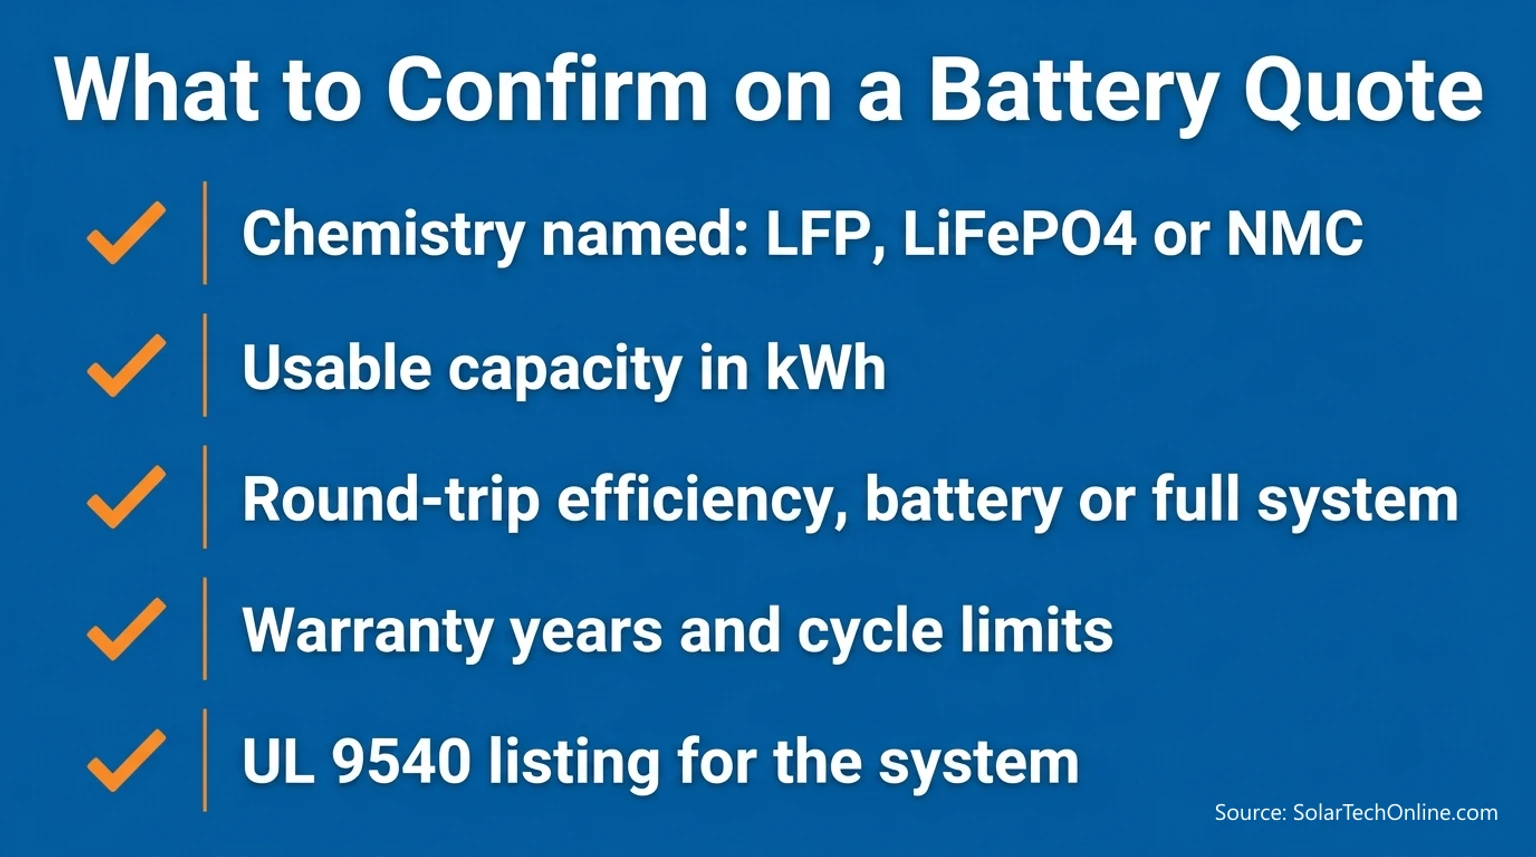 What to Confirm on a Battery Quote
Chemistry named: LFP, LiFePO4 or NMC
Usable capacity in kWh
Round-trip efficiency, battery or full system
Warranty years and cycle limits
UL 9540 listing for the system
Source: SolarTechOnline.com